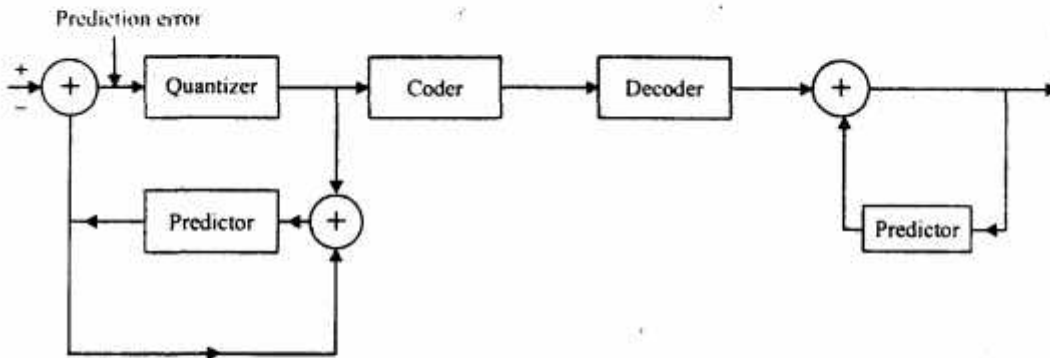 Prediction error
+
−
+
Quantizer
Coder
Decoder
+
Predictor
+
Predictor